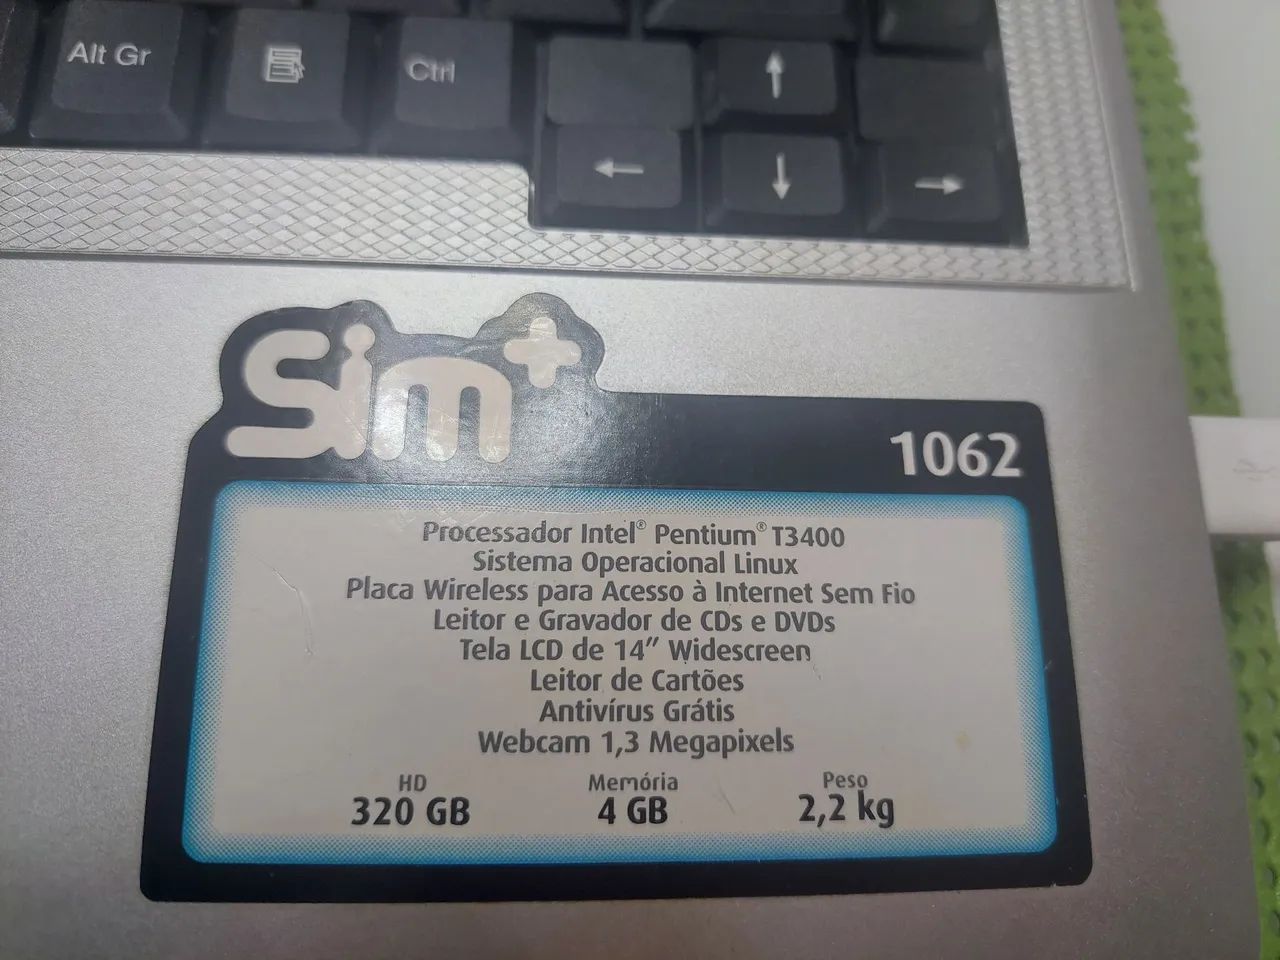 Alt Gr
Ctrl
↑
← ↓ →
Sim+
1062
Processador Intel® Pentium® T3400
Sistema Operacional Linux
Placa Wireless para Acesso à Internet Sem Fio
Leitor e Gravador de CDs e DVDs
Tela LCD de 14” Widescreen
Leitor de Cartões
Antivírus Grátis
Webcam 1,3 Megapixels
HD Memória Peso
320 GB 4 GB 2,2 kg